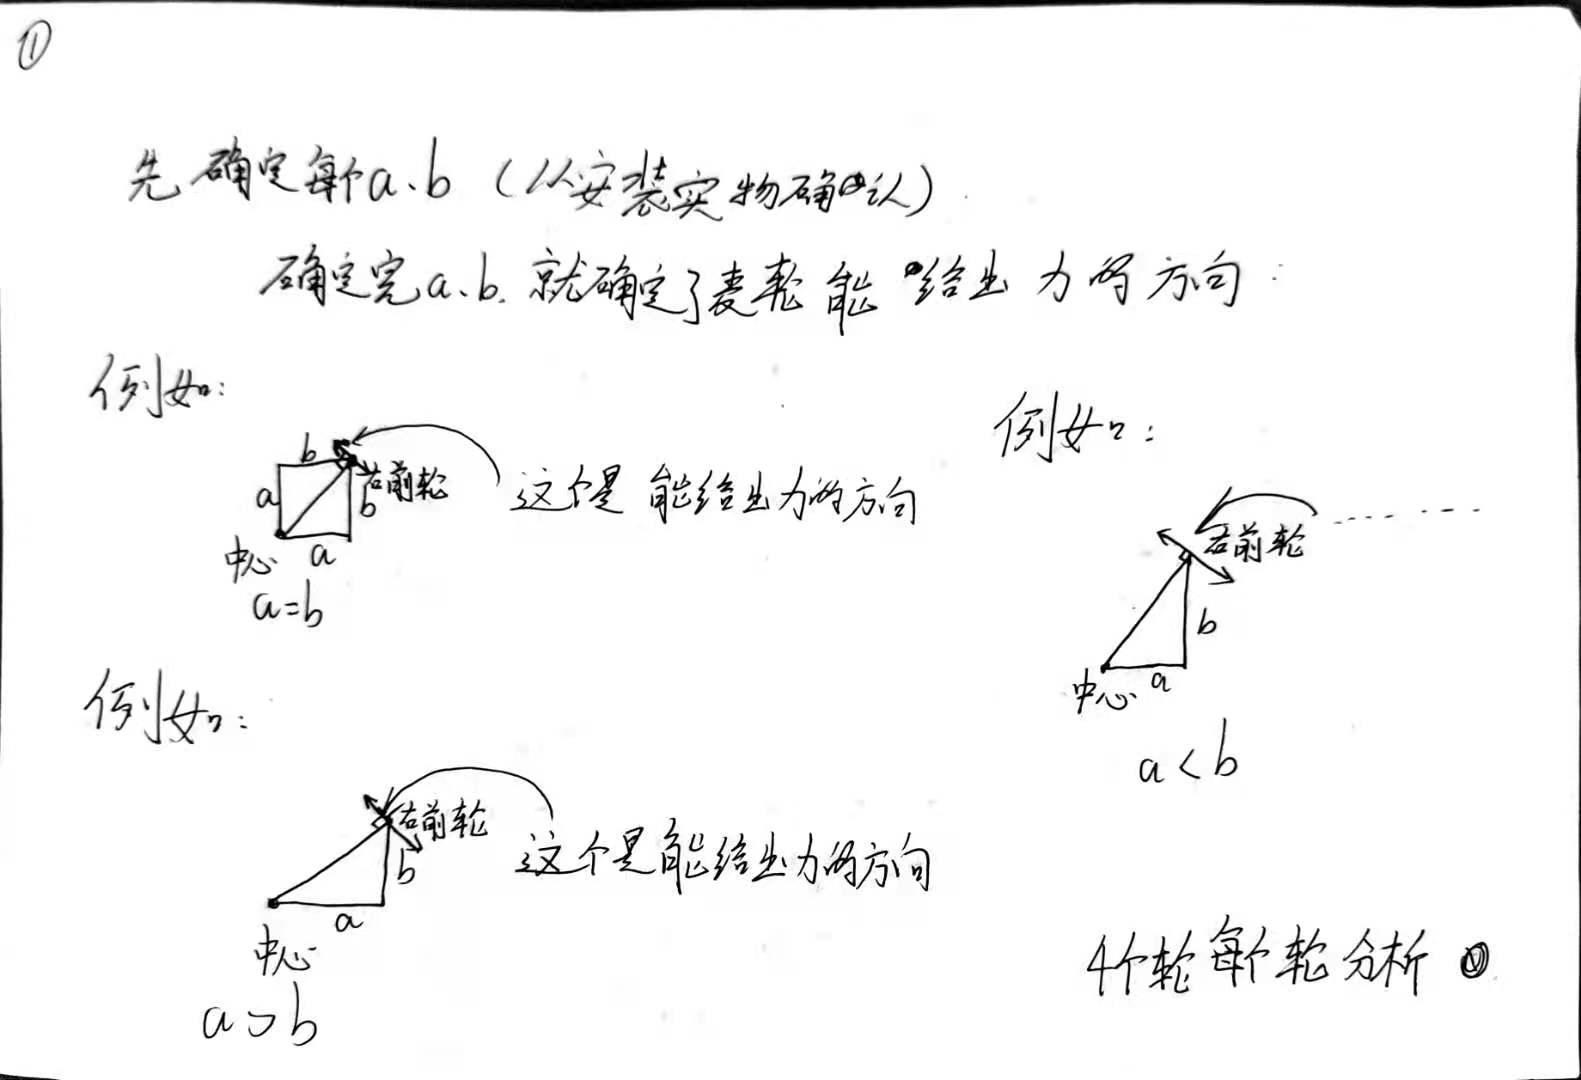 ①
先确定每个a、b（从安装实物确认）
确定完a、b.就确定了麦轮能给出力的方向：
例如：
b
a
右前轮
b
这个是能给出力的方向
中心
a
a=b
例如：
右前轮
b
中心
a
a<b
例如：
右前轮
b
这个是能给出力的方向
a
中心
a>b
4个轮每个轮分析